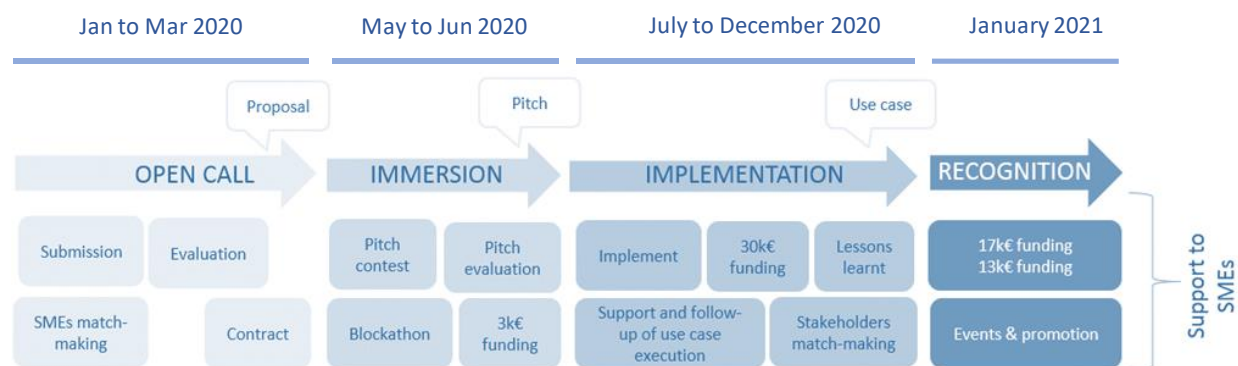 Jan to Mar 2020
May to Jun 2020
July to December 2020
January 2021
Proposal
Pitch
Use case
OPEN CALL
IMMERSION
IMPLEMENTATION
RECOGNITION
Submission
Evaluation
Pitch
contest
Pitch
evaluation
Implement
30k€
funding
Lessons
learnt
17k€ funding
13k€ funding
SMEs match-
making
Contract
Blockathon
3k€
funding
Support and follow-
up of use case
execution
Stakeholders
match-making
Events & promotion
Support to
SMEs